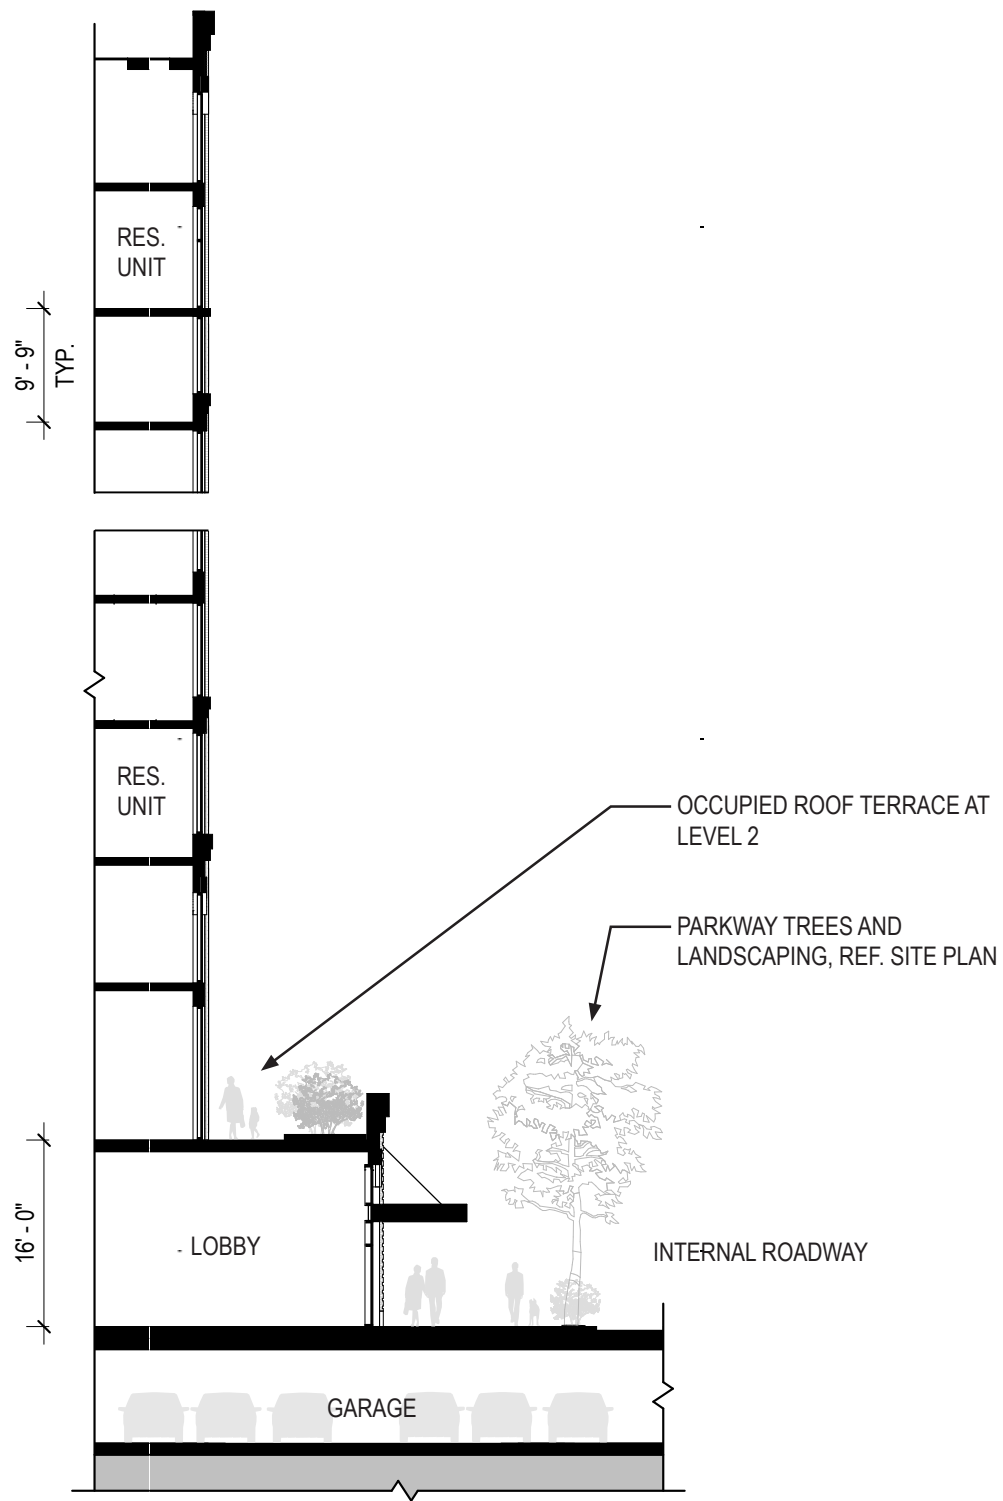 RES.
UNIT
9' - 9"
TYP.
RES.
UNIT
OCCUPIED ROOF TERRACE AT
LEVEL 2
PARKWAY TREES AND
LANDSCAPING, REF. SITE PLAN
16' - 0"
LOBBY
INTERNAL ROADWAY
GARAGE